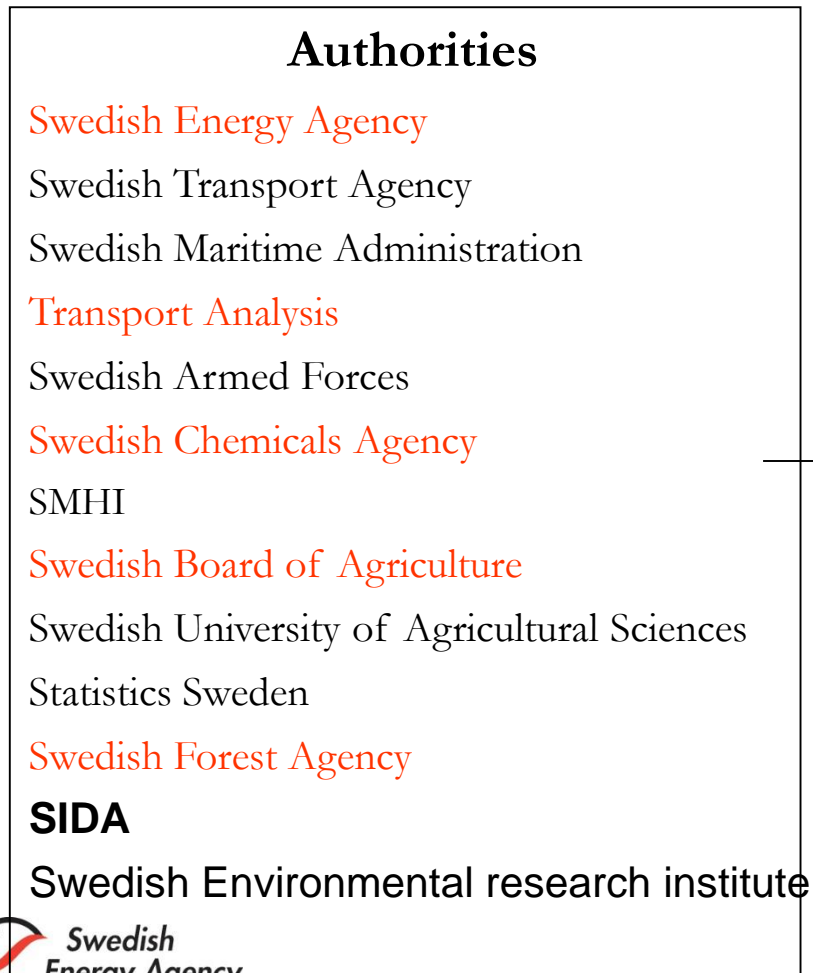 Authorities
Swedish Energy Agency
Swedish Transport Agency
Swedish Maritime Administration
Transport Analysis
Swedish Armed Forces
Swedish Chemicals Agency
SMHI
Swedish Board of Agriculture
Swedish University of Agricultural Sciences
Statistics Sweden
Swedish Forest Agency
SIDA
Swedish Environmental research institute
Swedish
Energy Agency